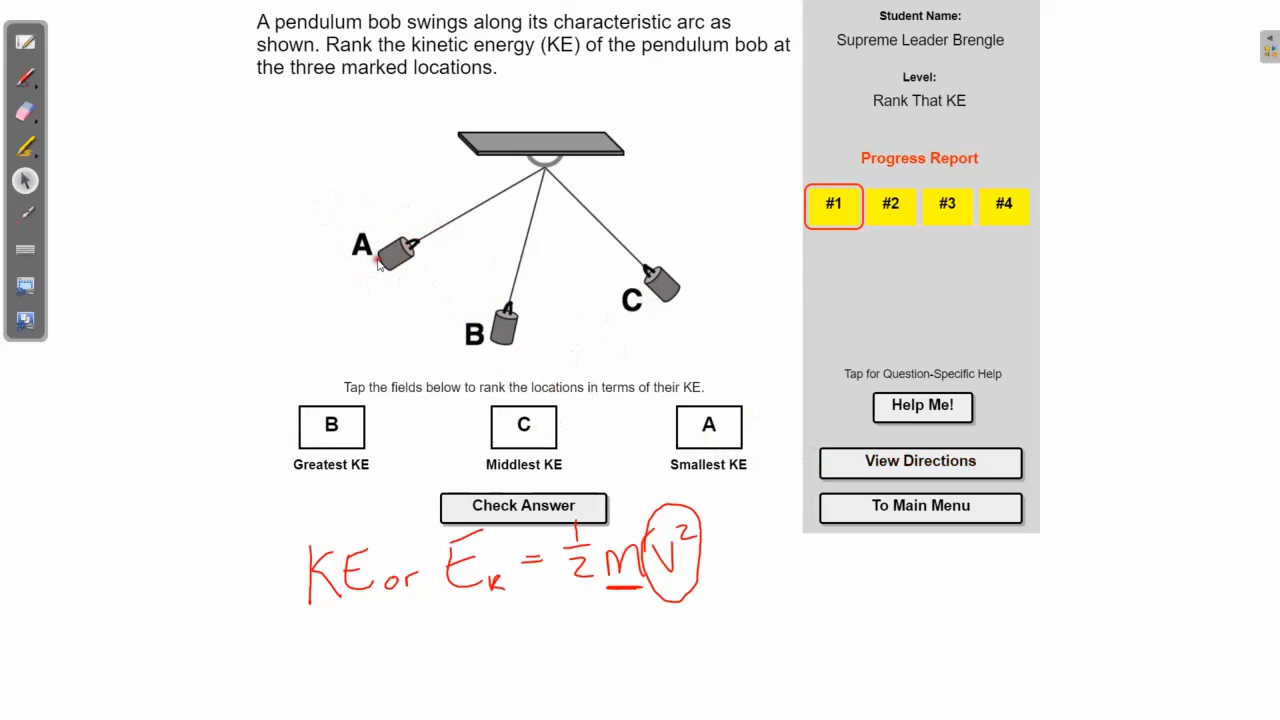 A pendulum bob swings along its characteristic arc as
shown. Rank the kinetic energy (KE) of the pendulum bob at
the three marked locations.
A
B
C
Tap the fields below to rank the locations in terms of their KE.
B
C
A
Greatest KE
Middlest KE
Smallest KE
Check Answer
KE or Eₖ = 1/2 m v²
Student Name:
Supreme Leader Brengle
Level:
Rank That KE
Progress Report
#1
#2
#3
#4
Tap for Question-Specific Help
Help Me!
View Directions
To Main Menu